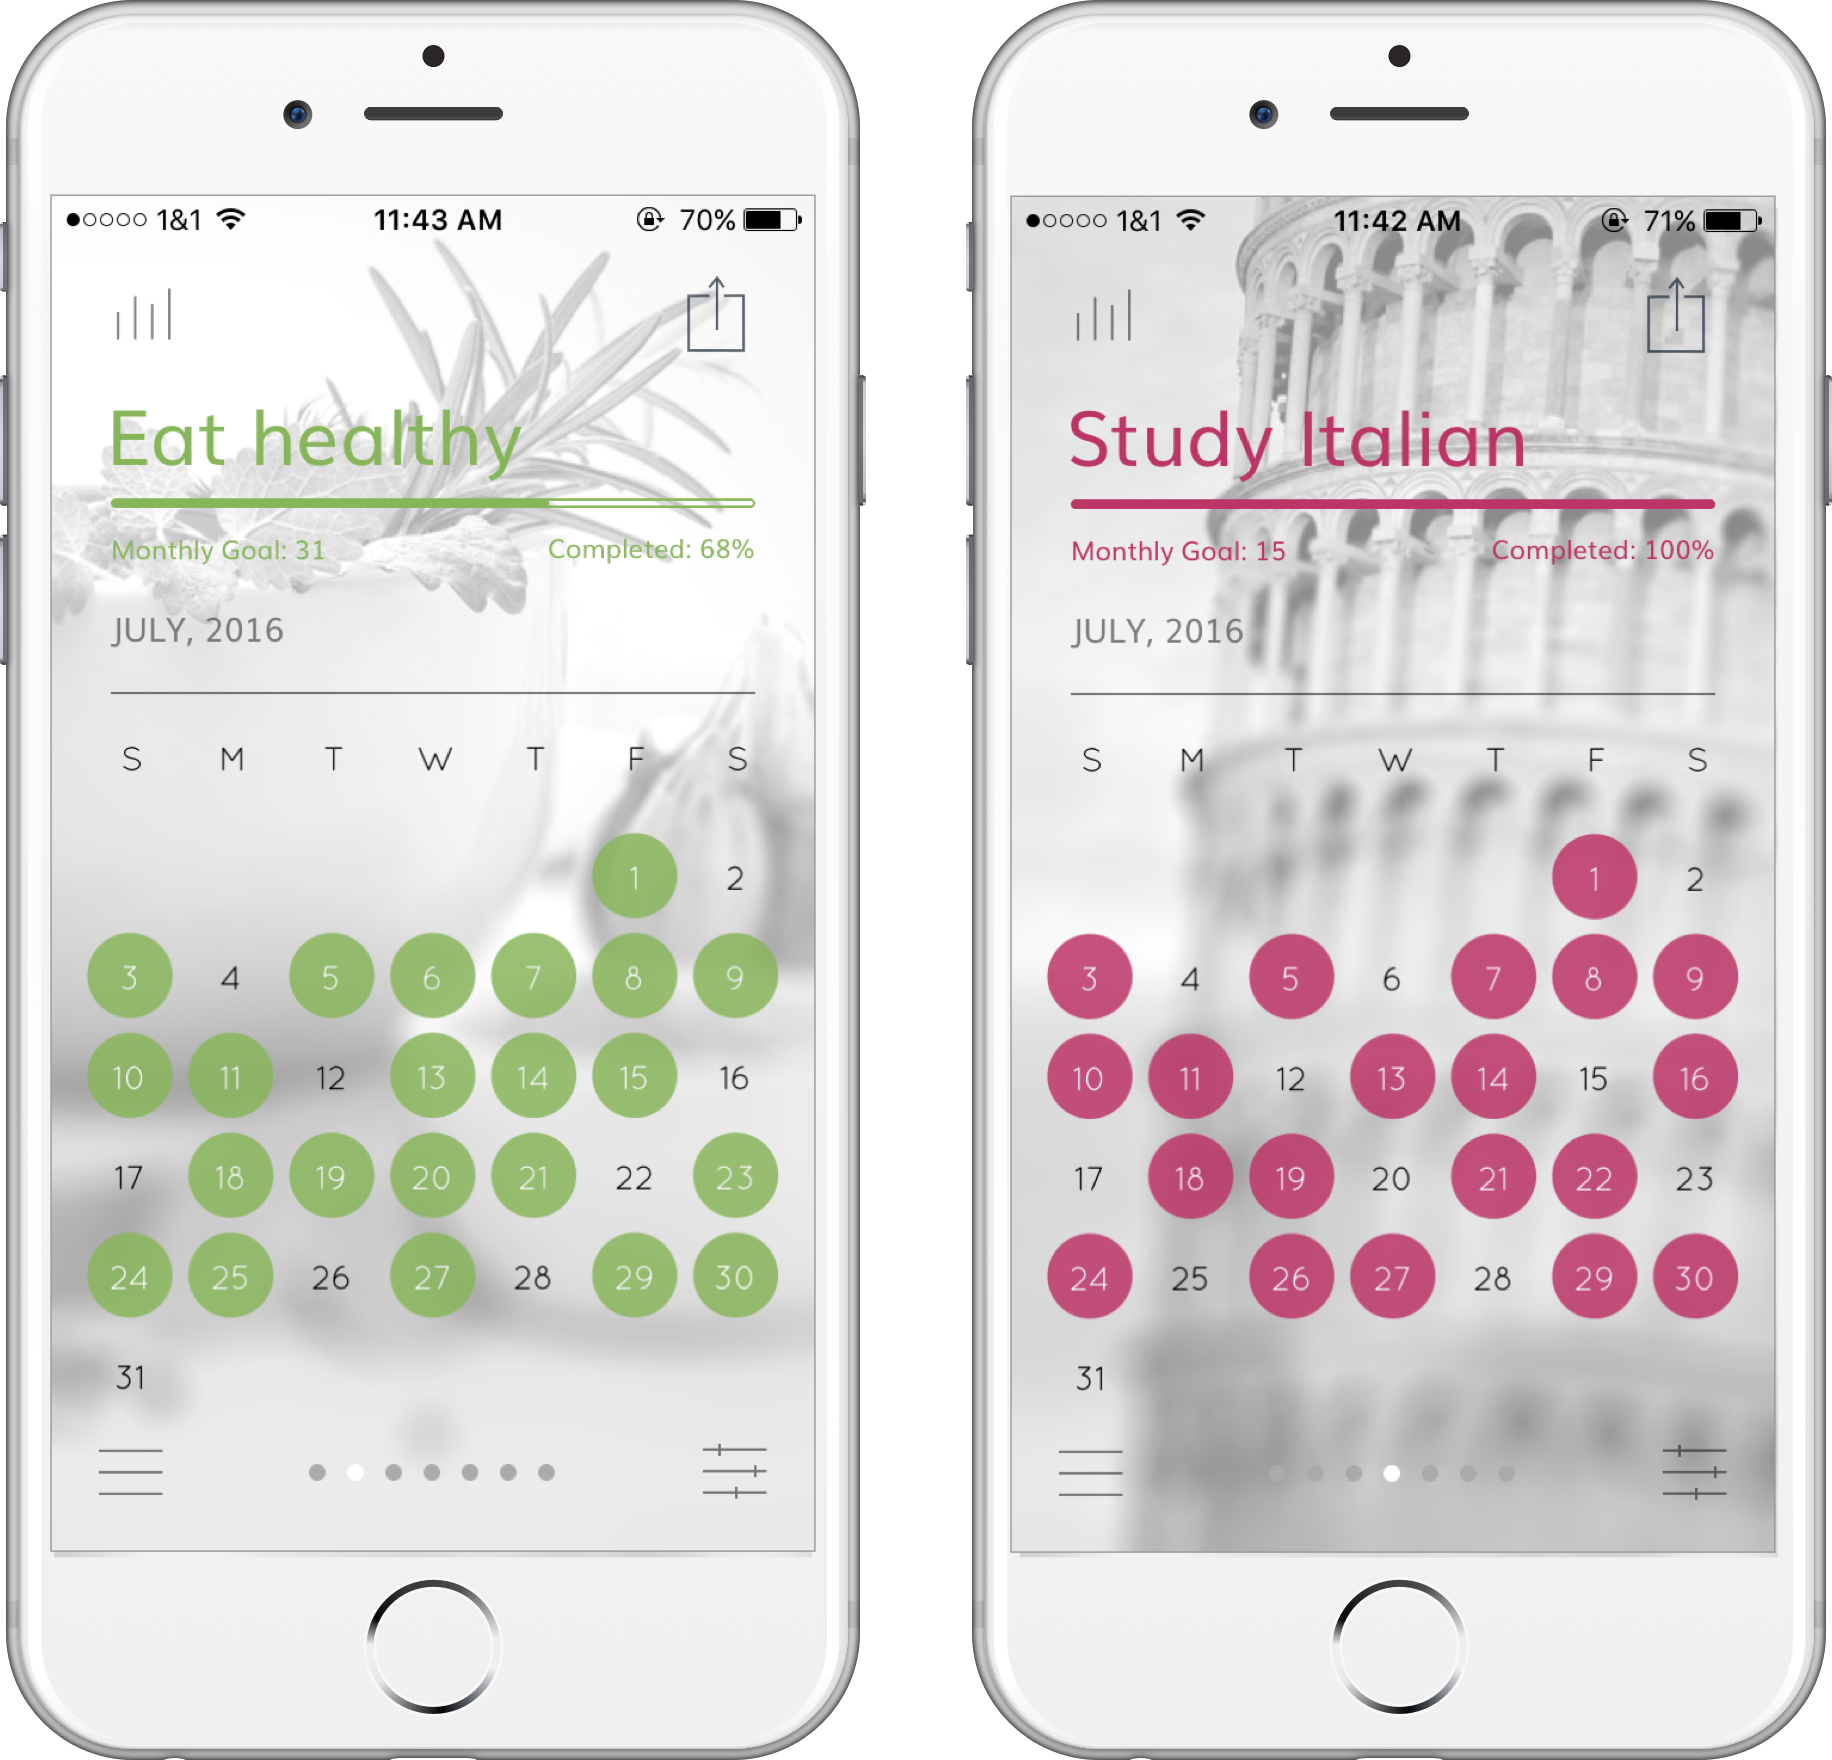 1&1 11:43 AM 70%
Eat healthy
Monthly Goal: 31 Completed: 68%
JULY, 2016
S M T W T F S
1 2
3 4 5 6 7 8 9
10 11 12 13 14 15 16
17 18 19 20 21 22 23
24 25 26 27 28 29 30
31
1&1 11:42 AM 71%
Study Italian
Monthly Goal: 15 Completed: 100%
JULY, 2016
S M T W T F S
1 2
3 4 5 6 7 8 9
10 11 12 13 14 15 16
17 18 19 20 21 22 23
24 25 26 27 28 29 30
31